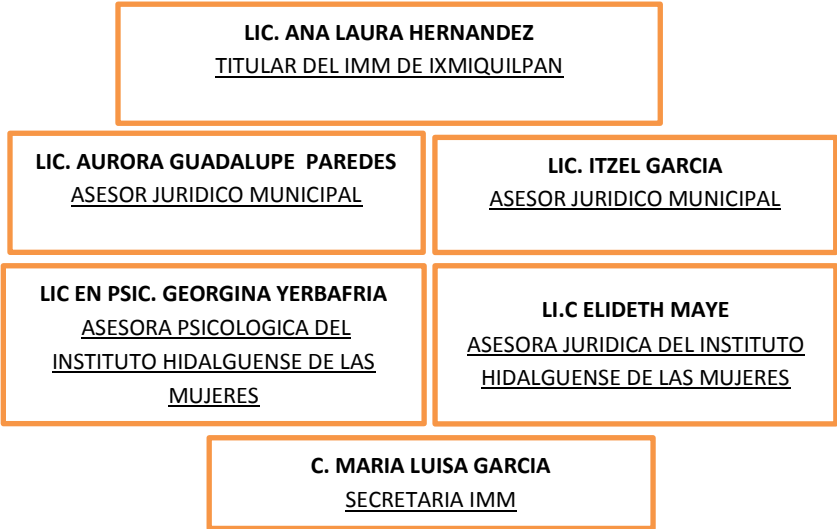 LIC. ANA LAURA HERNANDEZ
TITULAR DEL IMM DE IXMIQUILPAN
LIC. AURORA GUADALUPE PAREDES
ASESOR JURIDICO MUNICIPAL
LIC. ITZEL GARCIA
ASESOR JURIDICO MUNICIPAL
LIC EN PSIC. GEORGINA YERBAFRIA
ASESORA PSICOLOGICA DEL
INSTITUTO HIDALGUENSE DE LAS
MUJERES
LI.C ELIDETH MAYE
ASESORA JURIDICA DEL INSTITUTO
HIDALGUENSE DE LAS MUJERES
C. MARIA LUISA GARCIA
SECRETARIA IMM